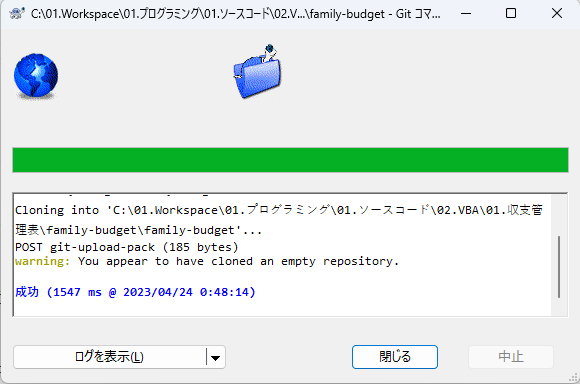 C:\01.Workspace\01.プログラミング\01.ソースコード\02.V...\family-budget - Git コマ...
Cloning into 'C:\01.Workspace\01.プログラミング\01.ソースコード\02.VBA\01.収支管
理表\family-budget\family-budget'...
POST git-upload-pack (185 bytes)
warning: You appear to have cloned an empty repository.
成功 (1547 ms @ 2023/04/24 0:48:14)
ログを表示(L)
閉じる
中止